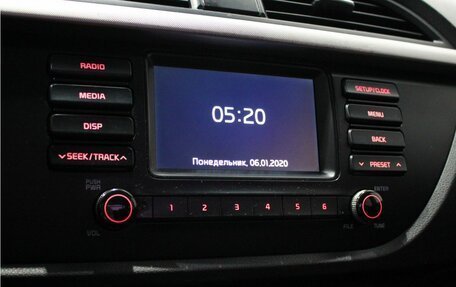 RADIO
MEDIA
DISP
SEEK/TRACK
PUSH
PWR
VOL
05:20
Понедельник, 06.01.2020
1 2 3 4 5 6
SETUP/CLOCK
MENU
BACK
PRESET
ENTER
FILE
TUNE